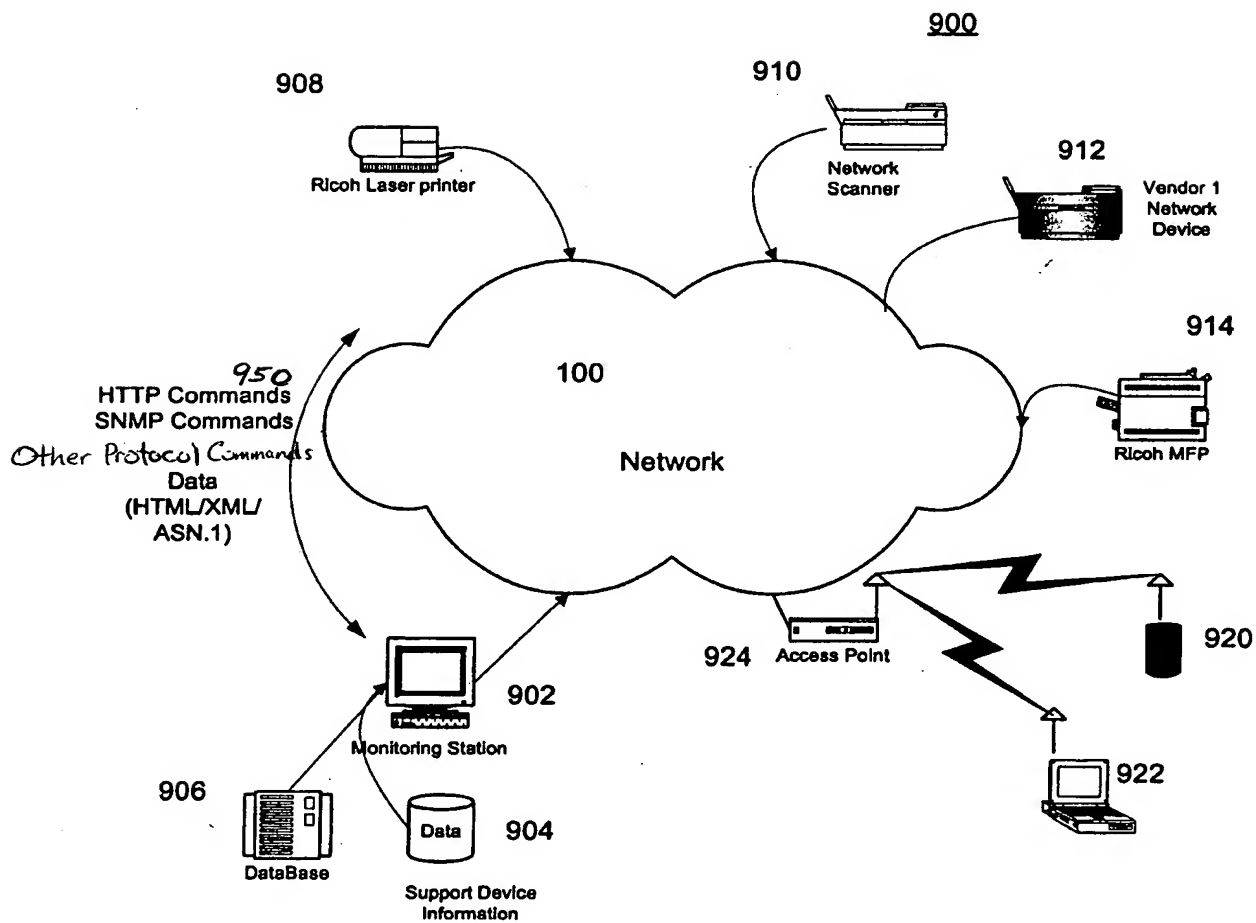 900
908
910
Ricoh Laser printer
Network
Scanner
912
Vendor 1
Network
Device
914
Ricoh MFP
950
HTTP Commands
SNMP Commands
Other Protocol Commands
Data
(HTML/XML/
ASN.1)
100
Network
924
Access Point
920
922
902
Monitoring Station
906
DataBase
Data
904
Support Device
Information